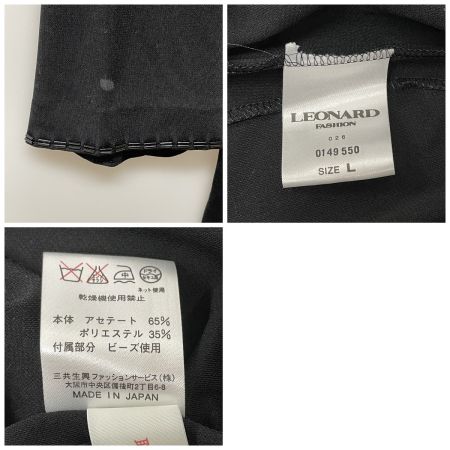 LEONARD
FASHION
026
0149 550
SIZE L
ドライ
ネット使用
乾燥機使用禁止
本体 アセテート 65%
ポリエステル 35%
付属部分 ビーズ使用
三共生興ファッションサービス(株)
大阪市中央区備後町2丁目6-8
MADE IN JAPAN